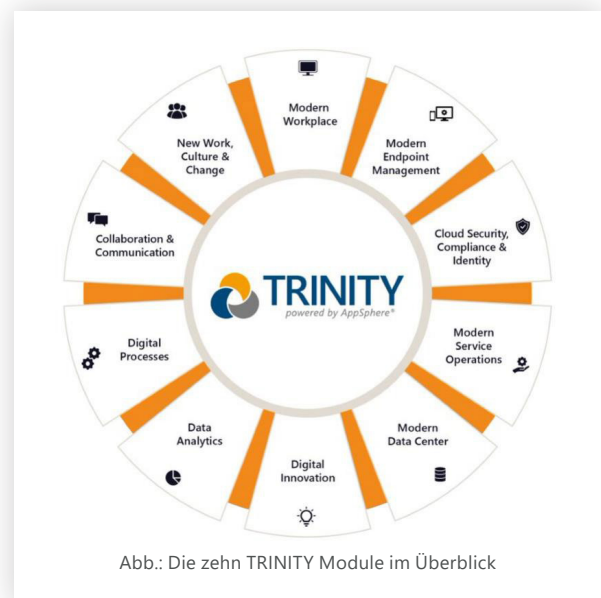 Modern
Workplace
Modern
Endpoint
Management
Cloud Security,
Compliance &
Identity
Modern
Service
Operations
Modern
Data Center
Digital
Innovation
Data
Analytics
Digital
Processes
Collaboration &
Communication
New Work,
Culture &
Change
TRINITY
powered by AppSphere®
Abb.: Die zehn TRINITY Module im Überblick